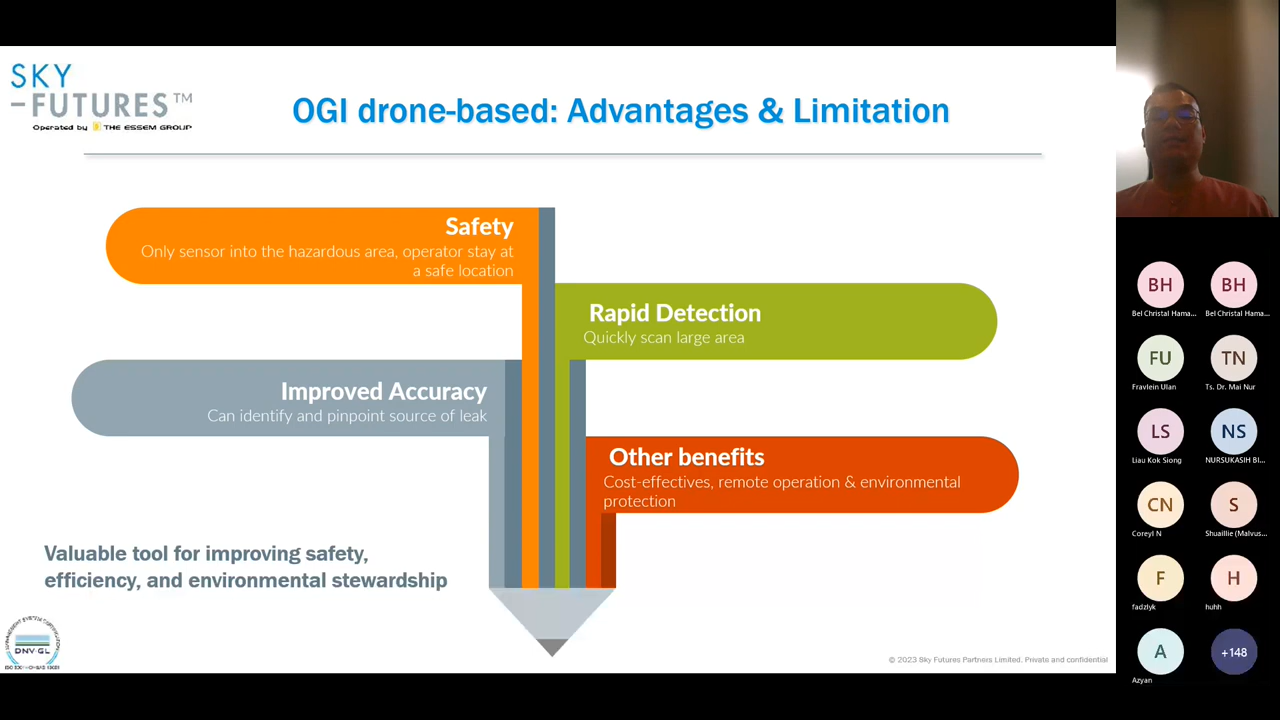 SKY
-FUTURES™
Operated by THE ESSEM GROUP
OGI drone-based: Advantages & Limitation
Safety
Only sensor into the hazardous area, operator stay at
a safe location
Rapid Detection
Quickly scan large area
Improved Accuracy
Can identify and pinpoint source of leak
Other benefits
Cost-effectives, remote operation & environmental
protection
Valuable tool for improving safety,
efficiency, and environmental stewardship
DNV·GL
© 2023 Sky Futures Partners Limited. Private and confidential
BH
BH
Bel Christal Hama...
Bel Christal Hama...
FU
TN
Fravlein Ulan
Ts. Dr. Mai Nur
LS
NS
Liau Kok Siong
NURSUKASIH BI...
CN
S
Coreyl N
Shuaillie (Malvus...
F
H
fadzlyk
huhh
A
+148
Azyan